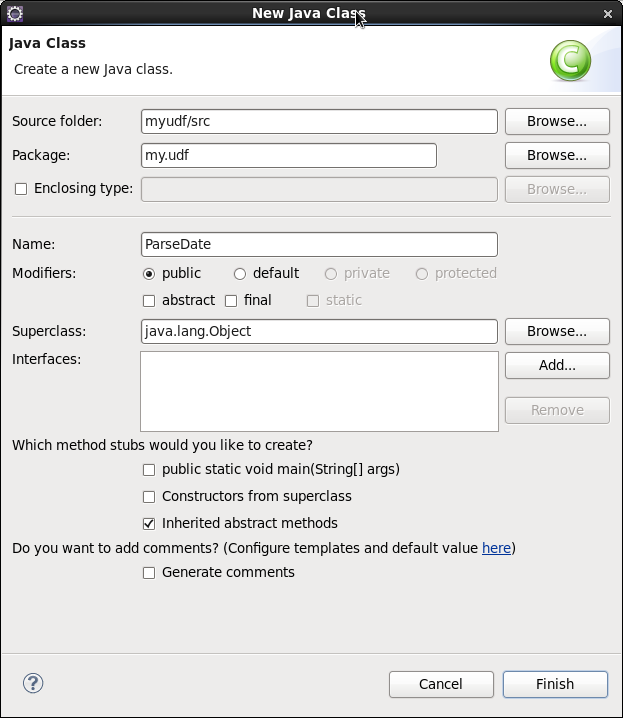 New Java Class
Java Class
Create a new Java class.
Source folder: myudf/src Browse...
Package: my.udf Browse...
Enclosing type: Browse...
Name: ParseDate
Modifiers: public default private protected
abstract final static
Superclass: java.lang.Object Browse...
Interfaces: Add...
Remove
Which method stubs would you like to create?
public static void main(String[] args)
Constructors from superclass
Inherited abstract methods
Do you want to add comments? (Configure templates and default value here)
Generate comments
? Cancel Finish